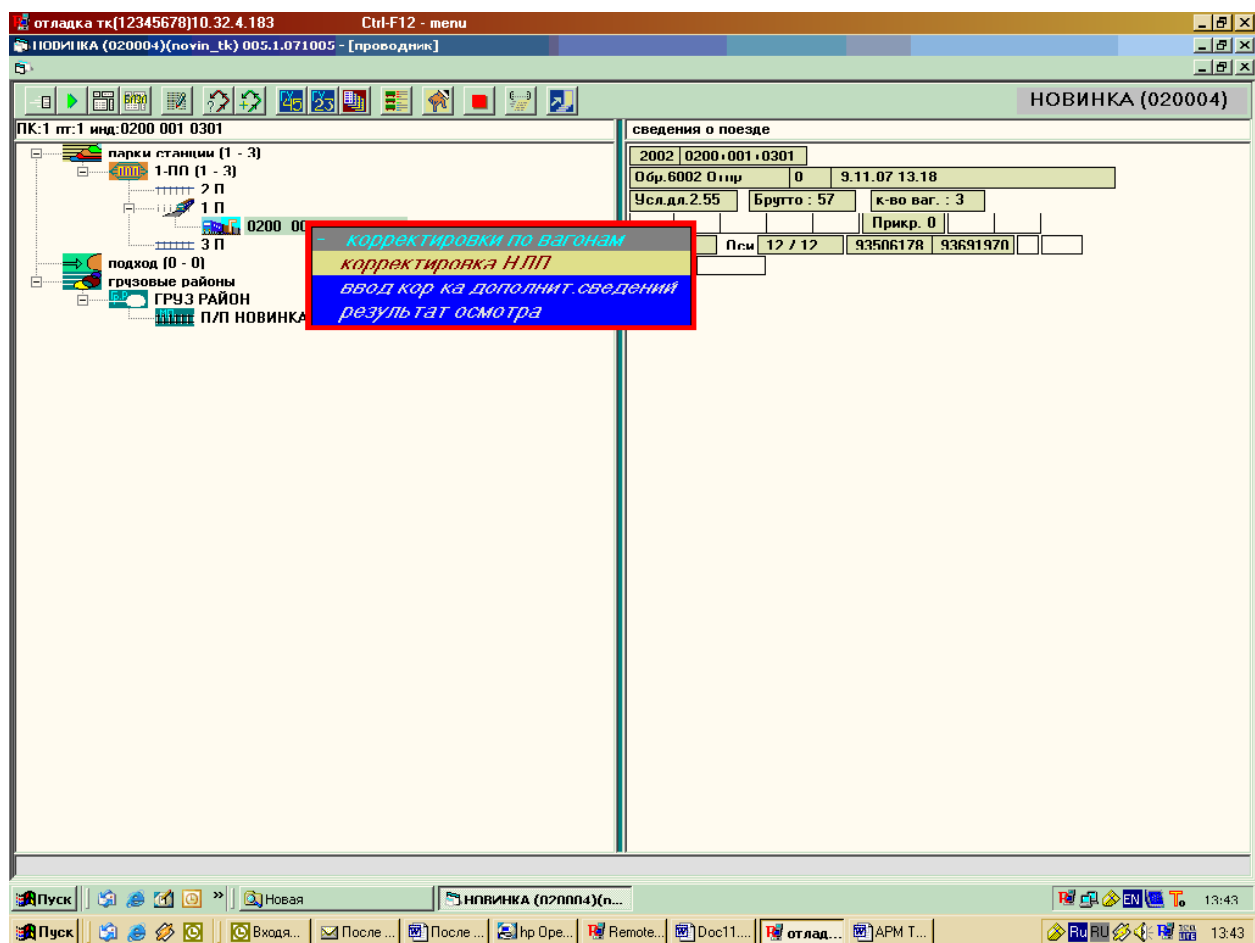 отладка тк(12345678)10.32.4.183 Ctrl-F12 - menu
НОВИНКА (020004)(novin_tk) 005.1.071005 - [проводник]
НОВИНКА (020004)
ПК:1 пт:1 инд:0200 001 0301
сведения о поезде
парки станции (1 - 3)
1-ПО (1 - 3)
2 П
1 П
0200 00
3 П
подход (0 - 0)
грузовые районы
ГРУЗ РАЙОН
П/П НОВИНКА
- корректировки по вагонам
корректировка НЛП
ввод кор ка дополнит.сведений
результат осмотра
2002 0200 001 0301
Обр.6002 Отпр 0 9.11.07 13.18
Усл.дл.2.55 Брутто : 57 к-во ваг. : 3
Прикр. 0
Оси 12 / 12 93506178 93691970
Пуск » Новая НОВИНКА (020004)(n... EN 13:43
Пуск Входя... После ... После ... hp Ope... Remote... Doc11.... отлад... АРМ Т... Ru RU 13:43